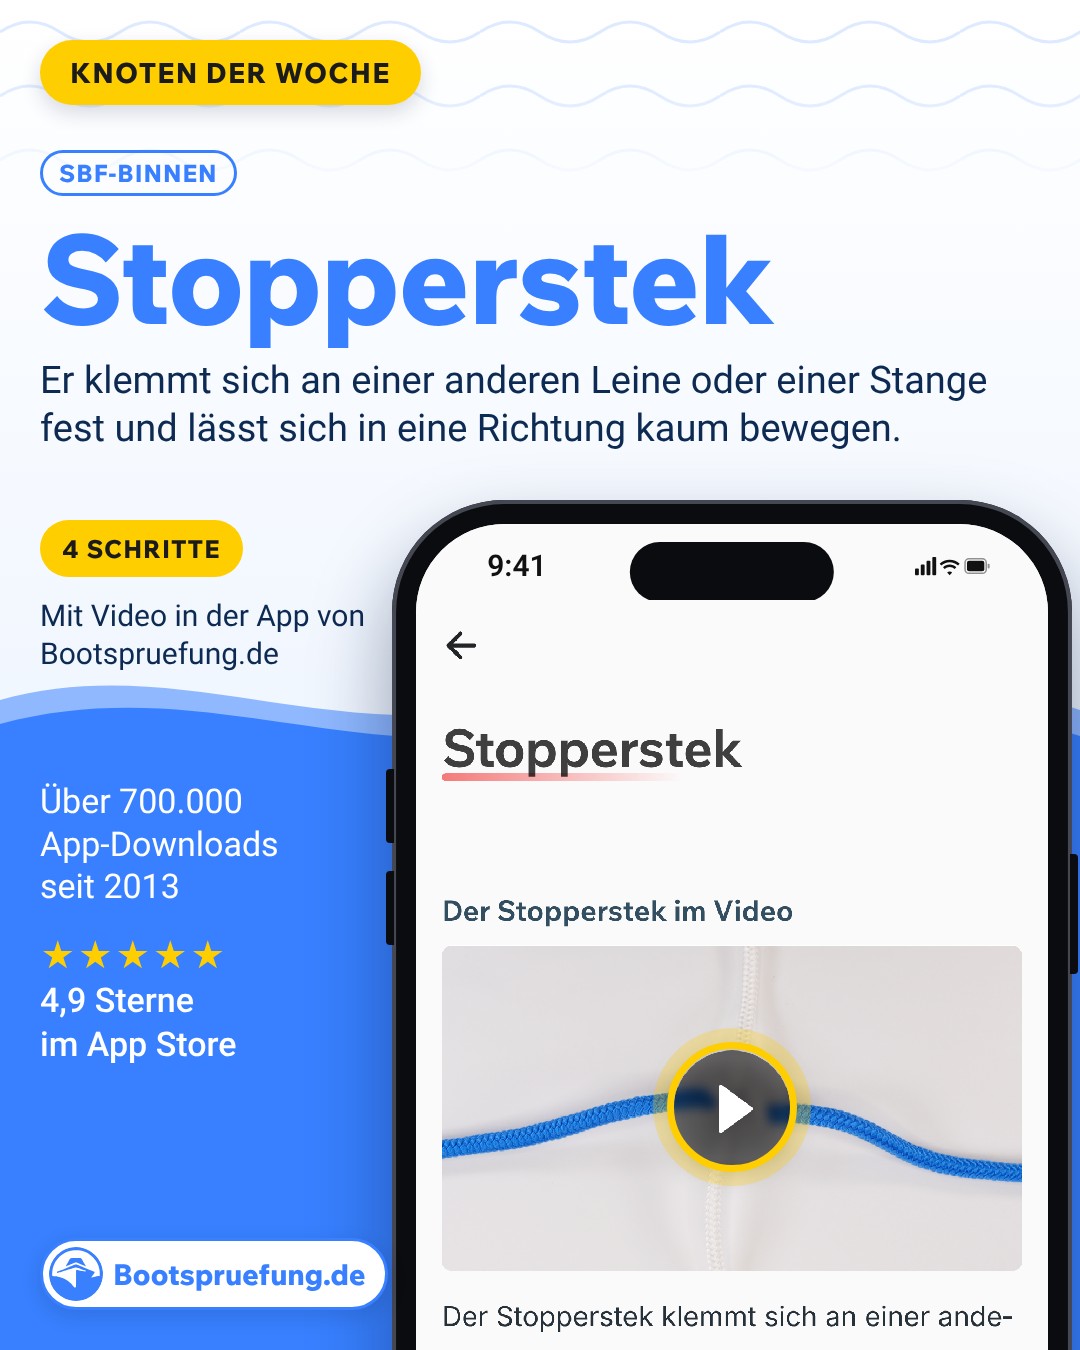 KNOTEN DER WOCHE
SBF-BINNEN
Stopperstek
Er klemmt sich an einer anderen Leine oder einer Stange
fest und lässt sich in eine Richtung kaum bewegen.
4 SCHRITTE
Mit Video in der App von
Bootspruefung.de
Über 700.000
App-Downloads
seit 2013
★★★★★
4,9 Sterne
im App Store
Bootspruefung.de
9:41
Stopperstek
Der Stopperstek im Video
Der Stopperstek klemmt sich an einer ande-